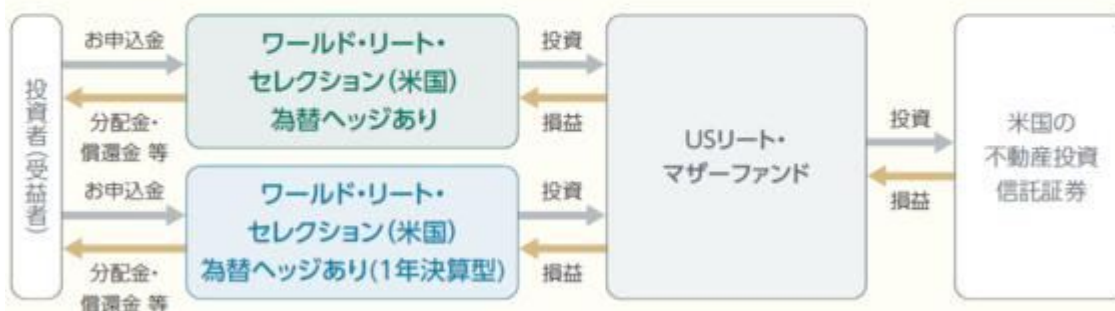 投資者(受益者)
お申込金
分配金・
償還金 等
ワールド・リート・
セレクション(米国)
為替ヘッジあり
投資
損益
お申込金
分配金・
償還金 等
ワールド・リート・
セレクション(米国)
為替ヘッジあり(1年決算型)
投資
損益
USリート・
マザーファンド
投資
損益
米国の
不動産投資
信託証券